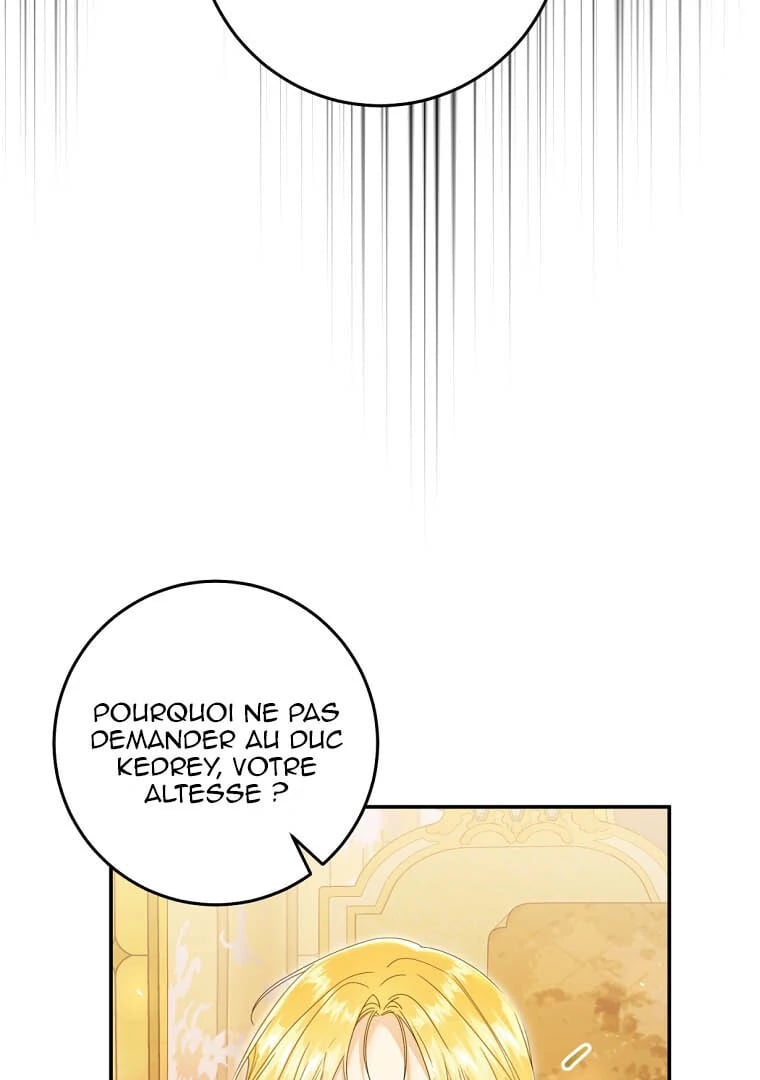 POURQUOI NE PAS
DEMANDER AU DUC
KEDREY, VOTRE
ALTESSE ?